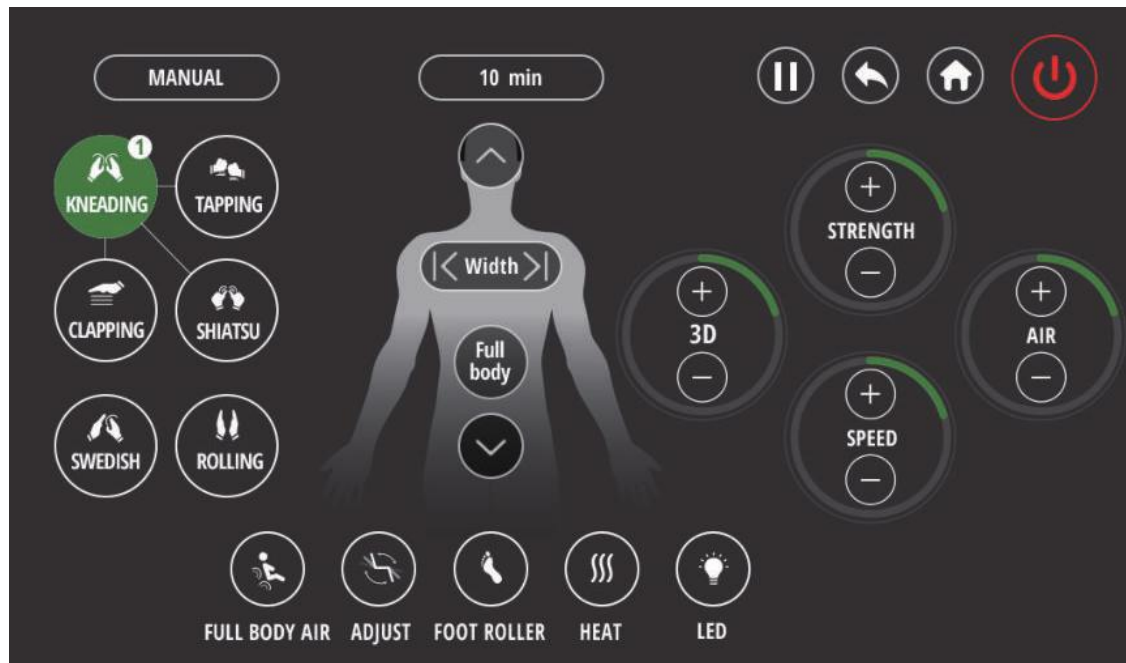 MANUAL
10 min
1
KNEADING
TAPPING
CLAPPING
SHIATSU
SWEDISH
ROLLING
Width
Full
body
+
STRENGTH
−
+
3D
−
+
AIR
−
+
SPEED
−
FULL BODY AIR
ADJUST
FOOT ROLLER
HEAT
LED